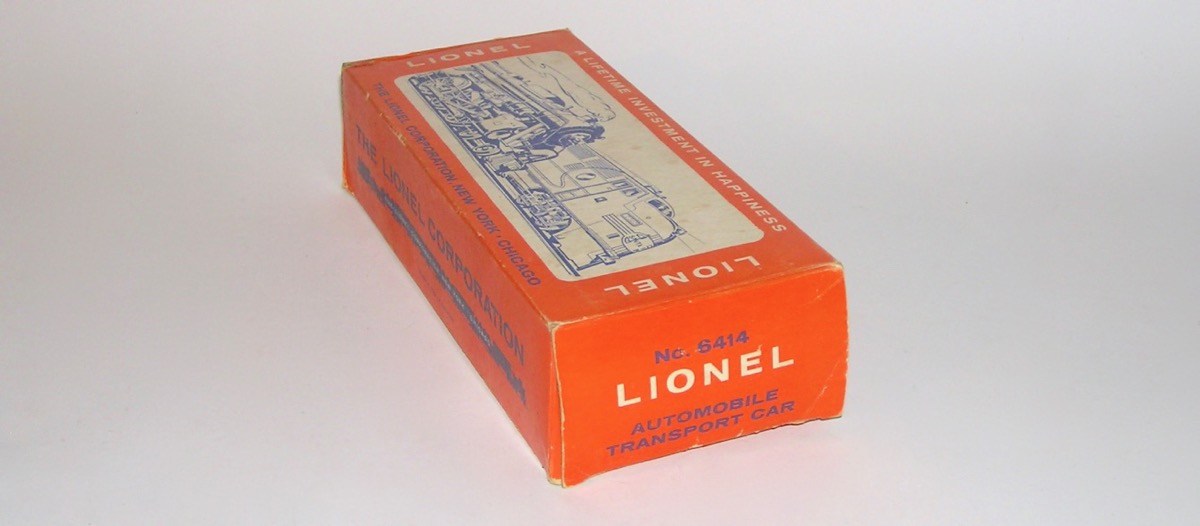 LIONEL
A LIFETIME INVESTMENT IN HAPPINESS
THE LIONEL CORPORATION • NEW YORK • CHICAGO
LIONEL
THE LIONEL CORPORATION
No. 6414
LIONEL
AUTOMOBILE
TRANSPORT CAR